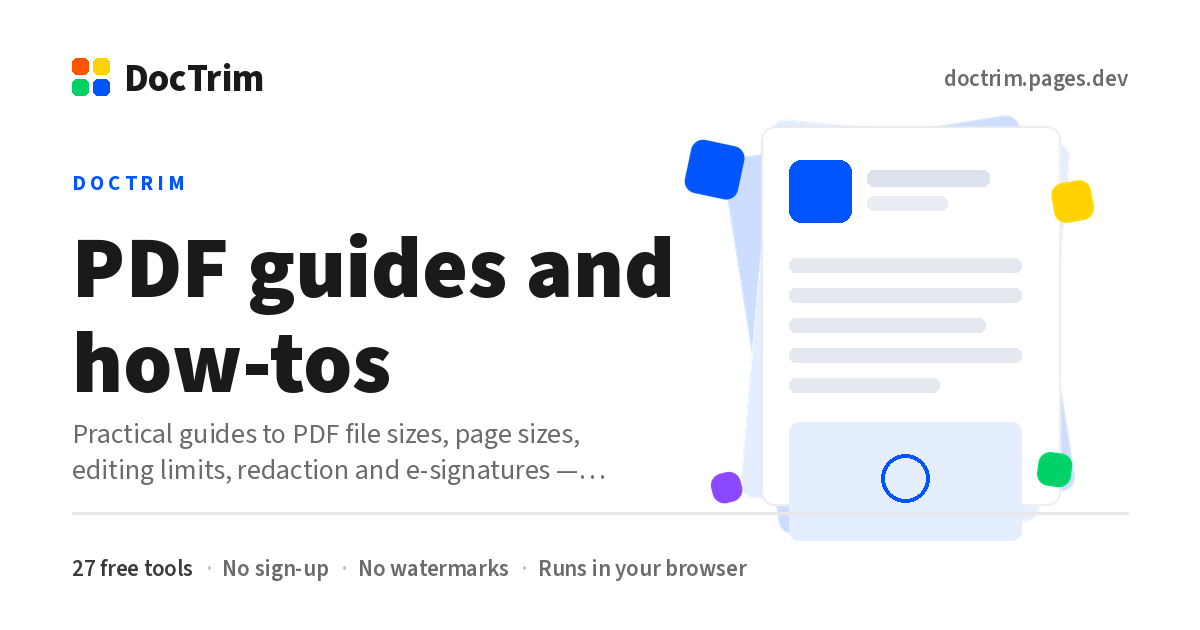 DocTrim
doctrim.pages.dev
DOCTRIM
PDF guides and
how-tos
Practical guides to PDF file sizes, page sizes,
editing limits, redaction and e-signatures —…
27 free tools · No sign-up · No watermarks · Runs in your browser